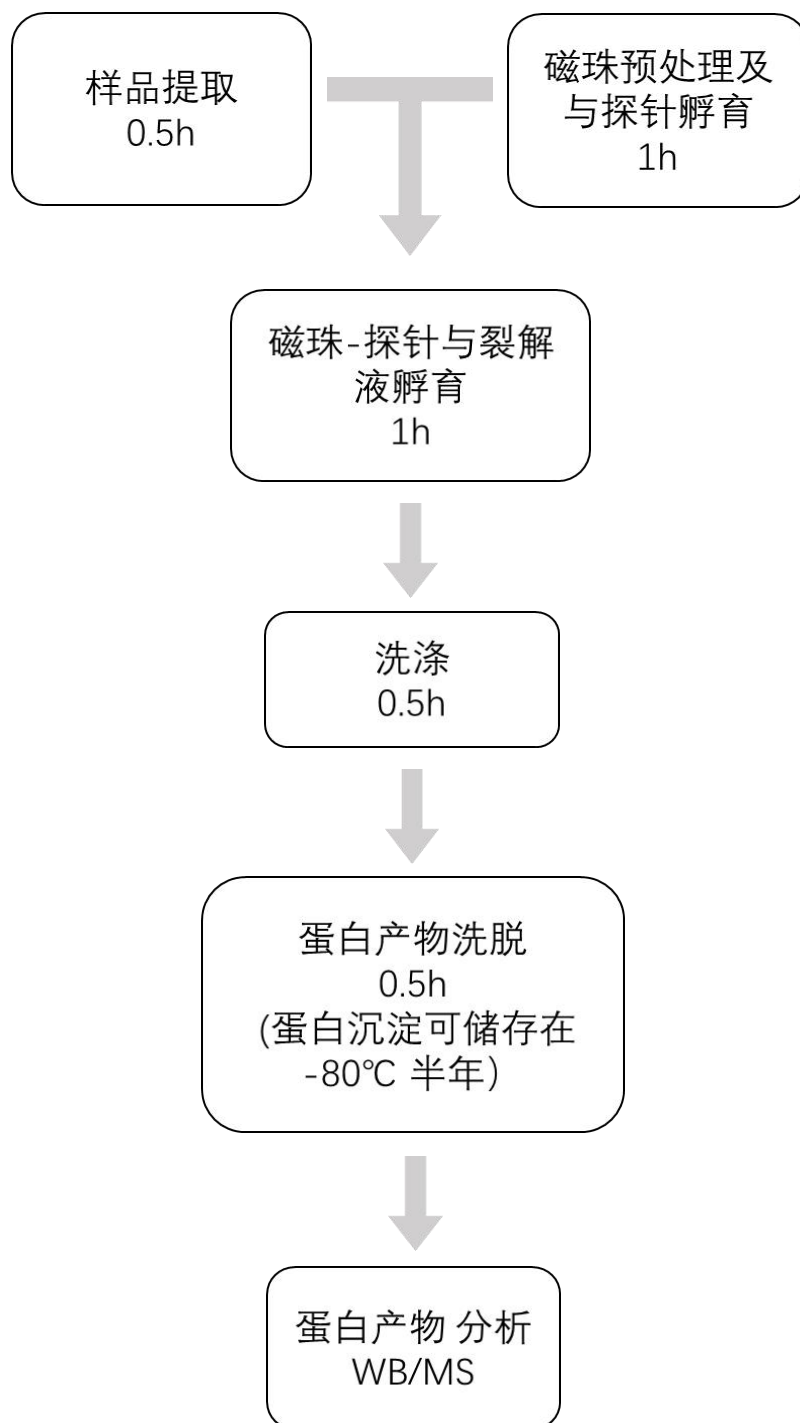 样品提取
0.5h
磁珠预处理及
与探针孵育
1h
磁珠-探针与裂解
液孵育
1h
洗涤
0.5h
蛋白产物洗脱
0.5h
(蛋白沉淀可储存在
-80℃ 半年）
蛋白产物 分析
WB/MS